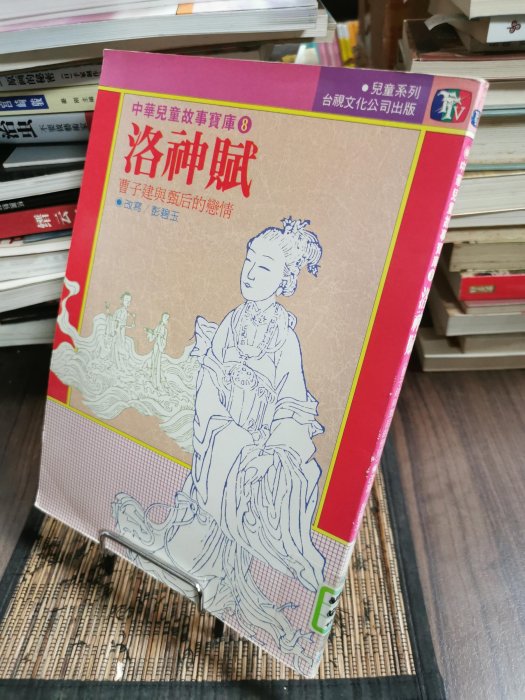 兒童系列
台視文化公司出版
中華兒童故事寶庫8
洛神賦
曹子建與甄后的戀情
改寫/彭碧玉